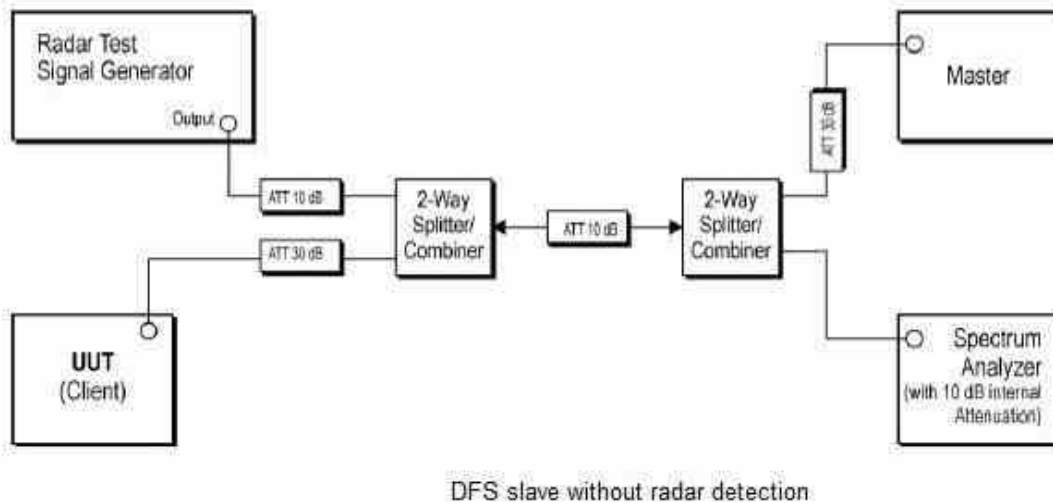 Radar Test
Signal Generator
Output
ATT 10 dB
ATT 30 dB
2-Way
Splitter/
Combiner
ATT 10 dB
2-Way
Splitter/
Combiner
ATT 30 dB
Master
UUT
(Client)
Spectrum
Analyzer
(with 10 dB internal
Attenuation)
DFS slave without radar detection